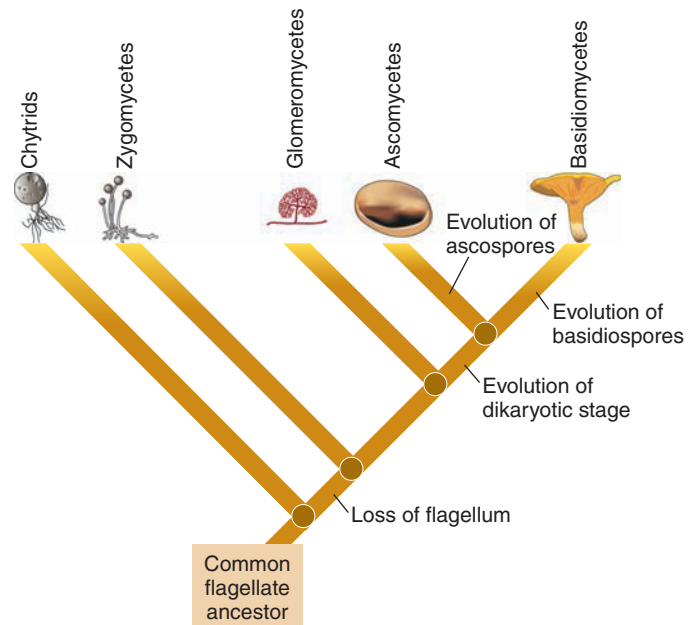 Chytrids
Zygomycetes
Glomeromycetes
Ascomycetes
Basidiomycetes
Evolution of
ascospores
Evolution of
basidiospores
Evolution of
dikaryotic stage
Loss of flagellum
Common
flagellate
ancestor